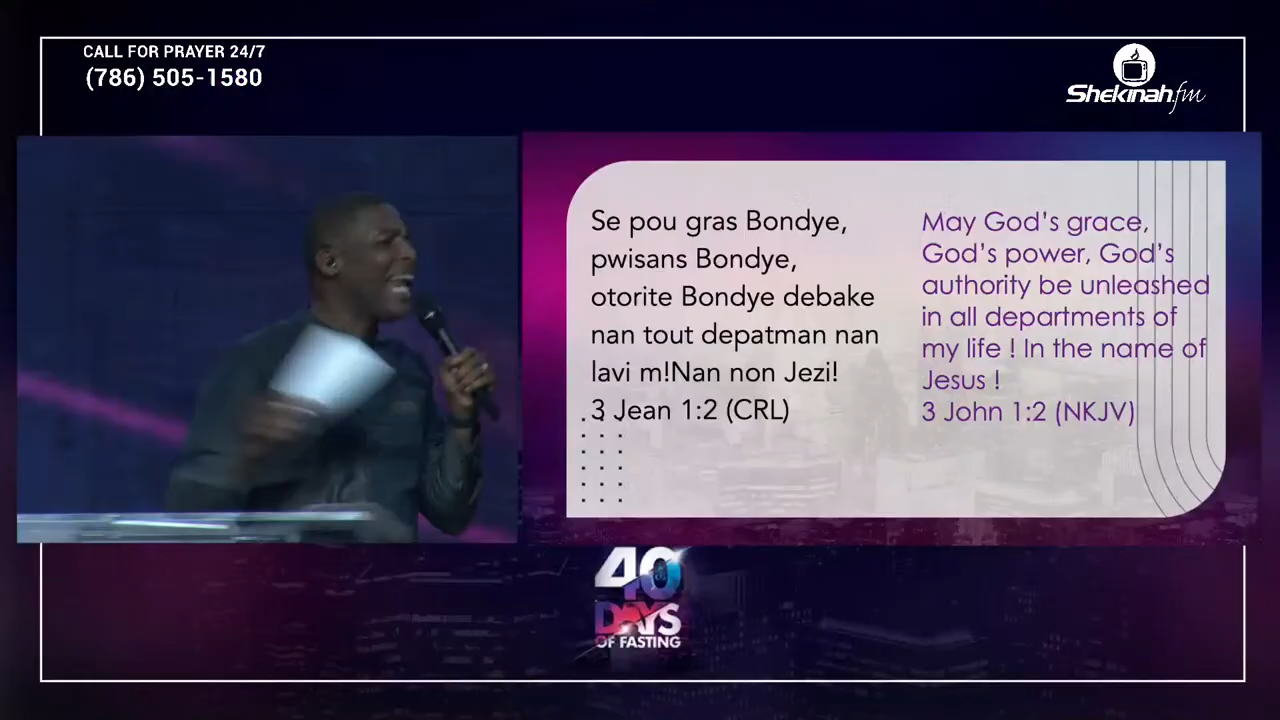 CALL FOR PRAYER 24/7
(786) 505-1580
Shekinah.fm
Se pou gras Bondye,
pwisans Bondye,
otorite Bondye debake
nan tout depatman nan
lavi m!Nan non Jezi!
3 Jean 1:2 (CRL)
May God's grace,
God's power, God's
authority be unleashed
in all departments of
my life ! In the name of
Jesus !
3 John 1:2 (NKJV)
40
DAYS
OF FASTING